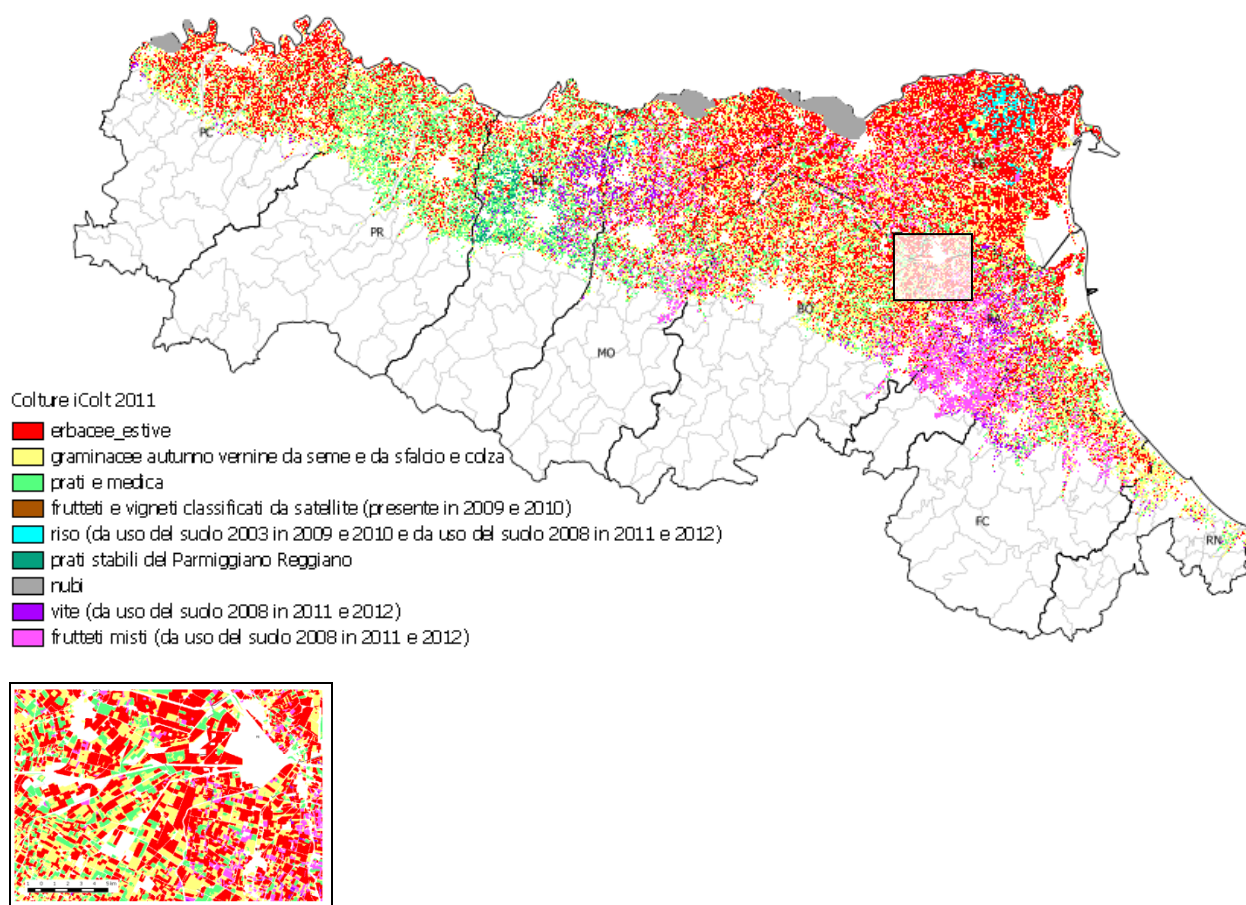 PC
PR
MO
BO
FC
RN
Colture iColt 2011
erbacee_estive
graminacee autunno vernine da seme e da sfalcio e colza
prati e medica
frutteti e vigneti classificati da satellite (presente in 2009 e 2010)
riso (da uso del suolo 2003 in 2009 e 2010 e da uso del suolo 2008 in 2011 e 2012)
prati stabili del Parmiggiano Reggiano
nubi
vite (da uso del suolo 2008 in 2011 e 2012)
frutteti misti (da uso del suolo 2008 in 2011 e 2012)